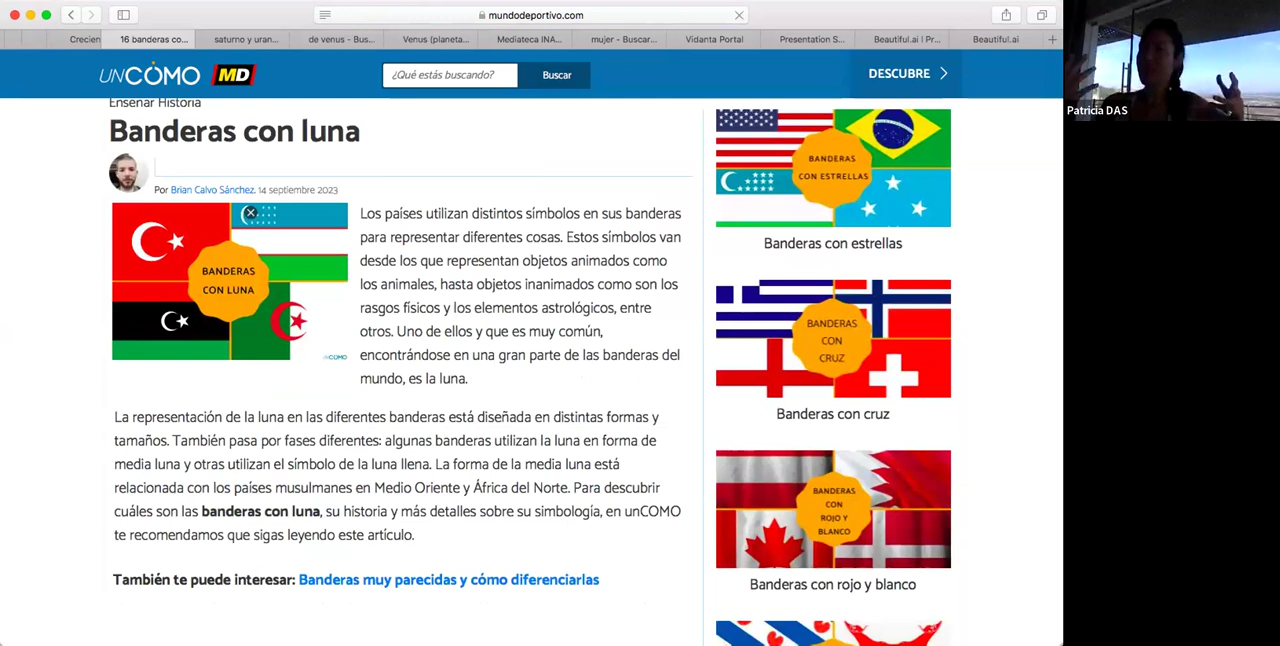 mundodeportivo.com
Crecien
16 banderas co...
saturno y uran...
de venus - Bus...
Venus (planeta...
Mediateca INA...
mujer - Buscar...
Vidanta Portal
Presentation S...
Beautiful.ai | Pr...
Beautiful.ai
UNCOMO MD
¿Qué estás buscando?
Buscar
DESCUBRE
Patricia DAS
Enseñar Historia
Banderas con luna
Por Brian Calvo Sánchez. 14 septiembre 2023
BANDERAS
CON LUNA
unCOMO
Los países utilizan distintos símbolos en sus banderas
para representar diferentes cosas. Estos símbolos van
desde los que representan objetos animados como
los animales, hasta objetos inanimados como son los
rasgos físicos y los elementos astrológicos, entre
otros. Uno de ellos y que es muy común,
encontrándose en una gran parte de las banderas del
mundo, es la luna.
La representación de la luna en las diferentes banderas está diseñada en distintas formas y
tamaños. También pasa por fases diferentes: algunas banderas utilizan la luna en forma de
media luna y otras utilizan el símbolo de la luna llena. La forma de la media luna está
relacionada con los países musulmanes en Medio Oriente y África del Norte. Para descubrir
cuáles son las banderas con luna, su historia y más detalles sobre su simbología, en unCOMO
te recomendamos que sigas leyendo este artículo.
También te puede interesar: Banderas muy parecidas y cómo diferenciarlas
BANDERAS
CON ESTRELLAS
Banderas con estrellas
BANDERAS
CON
CRUZ
Banderas con cruz
BANDERAS
CON
ROJO Y
BLANCO
Banderas con rojo y blanco